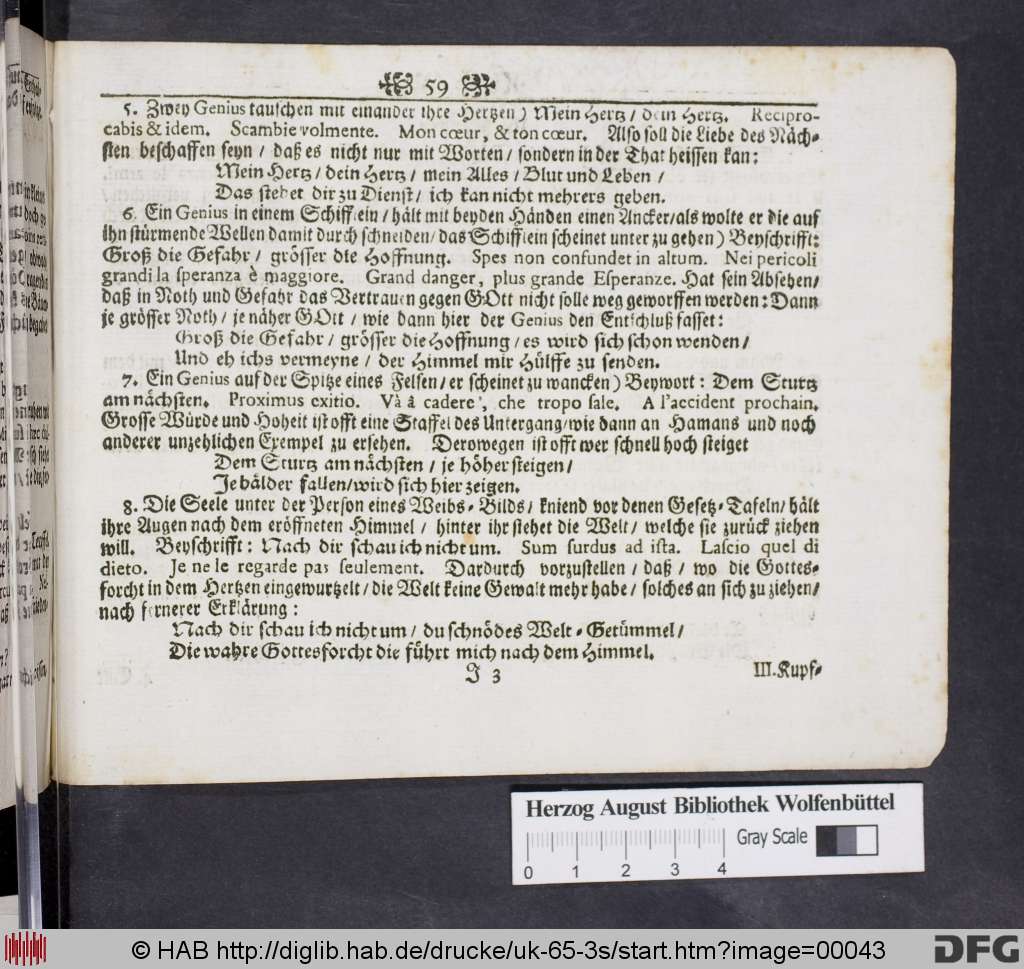 59
5. Zwey Genius tauschen mit einander ihre Hertzen) Mein Hertz / dein Hertz. Recipro-
cabis & idem. Scambievolmente. Mon cœur, & ton cœur. Also soll die Liebe des Näch-
sten beschaffen seyn / daß es nicht nur mit Worten / sondern in der That heissen kan:
Mein Hertz / dein Hertz / mein Alles / Blut und Leben /
Das stehet dir zu Dienst / ich kan nicht mehrers geben.
6. Ein Genius in einem Schifflein / hält mit beyden Händen einen Ancker / als wolte er die auf
ihn stürmende Wellen damit durchschneiden / das Schifflein scheinet unter zu gehen) Beyschrifft:
Groß die Gefahr / grösser die Hoffnung. Spes non confundet in altum. Nei pericoli
grandi la speranza è maggiore. Grand danger, plus grande Esperanze. Hat sein Absehen /
daß in Noth und Gefahr das Vertrauen gegen GOtt nicht solle weg geworffen werden: Dann
je grösser Noth / je näher GOtt / wie dann hier der Genius den Entschluß fasset:
Groß die Gefahr / grösser die Hoffnung / es wird sich schon wenden /
Und eh ichs vermeyne / der Himmel mir Hülffe zu senden.
7. Ein Genius auf der Spitze eines Felsen / er scheinet zu wancken) Beywort: Dem Sturtz
am nächsten. Proximus exitio. Và à cadere, che tropo sale. A l'accident prochain.
Grosse Würde und Hoheit ist offt eine Staffel des Untergang / wie dann an Hamans und noch
anderer unzehlichen Exempel zu ersehen. Derowegen ist offt wer schnell hoch steiget
Dem Sturtz am nächsten / je höher steigen /
Je bälder fallen / wird sich hier zeigen.
8. Die Seele unter der Person eines Weibs-Bilds / kniend vor denen Gesetz-Tafeln / hält
ihre Augen nach dem eröffneten Himmel / hinter ihr stehet die Welt / welche sie zurück ziehen
will. Beyschrifft: Nach dir schau ich nicht um. Sum surdus ad ista. Lascio quel di
dieto. Je ne le regarde pas seulement. Dardurch vorzustellen / daß / wo die Gottes-
forcht in dem Hertzen eingewurtzelt / die Welt keine Gewalt mehr habe / solches an sich zu ziehen /
nach fernerer Erklärung:
Nach dir schau ich nicht um / du schnödes Welt-Getümmel /
Die wahre Gottesforcht die führt mich nach dem Himmel.
J 3
III. Kupf-
Herzog August Bibliothek Wolfenbüttel
Gray Scale
0 1 2 3 4
© HAB http://diglib.hab.de/drucke/uk-65-3s/start.htm?image=00043
DFG